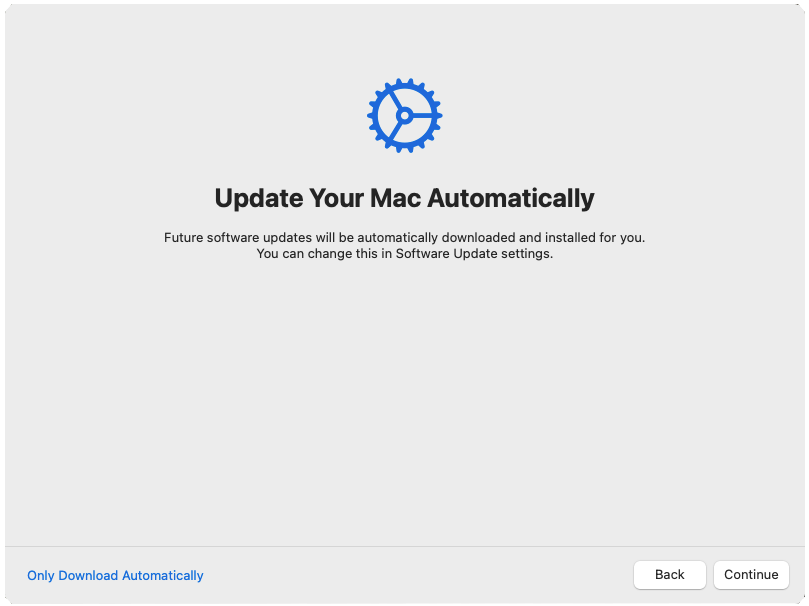 Update Your Mac Automatically
Future software updates will be automatically downloaded and installed for you.
You can change this in Software Update settings.
Only Download Automatically
Back
Continue